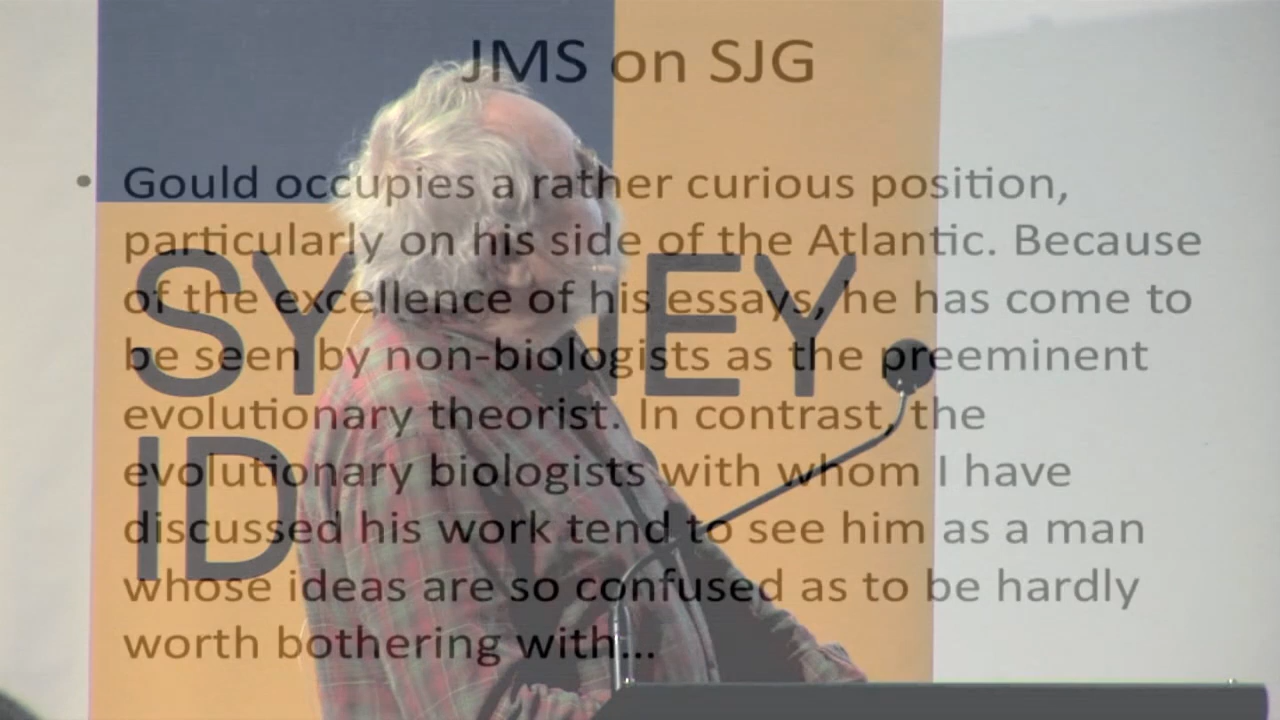 JMS on SJG
• Gould occupies a rather curious position,
particularly on his side of the Atlantic. Because
of the excellence of his essays, he has come to
be seen by non-biologists as the preeminent
evolutionary theorist. In contrast, the
evolutionary biologists with whom I have
discussed his work tend to see him as a man
whose ideas are so confused as to be hardly
worth bothering with...
SY NEY
ID